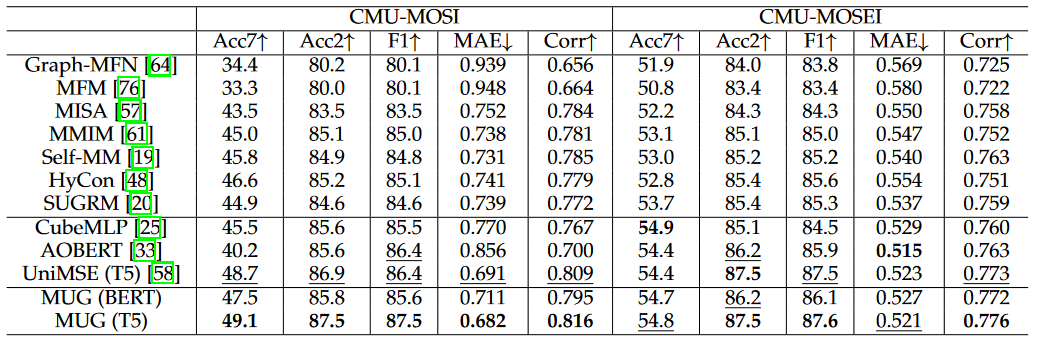 CMU-MOSI CMU-MOSEI
Acc7↑ Acc2↑ F1↑ MAE↓ Corr↑ Acc7↑ Acc2↑ F1↑ MAE↓ Corr↑
Graph-MFN [64] 34.4 80.2 80.1 0.939 0.656 51.9 84.0 83.8 0.569 0.725
MFM [76] 33.3 80.0 80.1 0.948 0.664 50.8 83.4 83.4 0.580 0.722
MISA [57] 43.5 83.5 83.5 0.752 0.784 52.2 84.3 84.3 0.550 0.758
MMIM [61] 45.0 85.1 85.0 0.738 0.781 53.1 85.1 85.0 0.547 0.752
Self-MM [19] 45.8 84.9 84.8 0.731 0.785 53.0 85.2 85.2 0.540 0.763
HyCon [48] 46.6 85.2 85.1 0.741 0.779 52.8 85.4 85.6 0.554 0.751
SUGRM [20] 44.9 84.6 84.6 0.739 0.772 53.7 85.4 85.3 0.537 0.759
CubeMLP [25] 45.5 85.6 85.5 0.770 0.767 54.9 85.1 84.5 0.529 0.760
AOBERT [33] 40.2 85.6 86.4 0.856 0.700 54.4 86.2 85.9 0.515 0.763
UniMSE (T5) [58] 48.7 86.9 86.4 0.691 0.809 54.4 87.5 87.5 0.523 0.773
MUG (BERT) 47.5 85.8 85.6 0.711 0.795 54.7 86.2 86.1 0.527 0.772
MUG (T5) 49.1 87.5 87.5 0.682 0.816 54.8 87.5 87.6 0.521 0.776